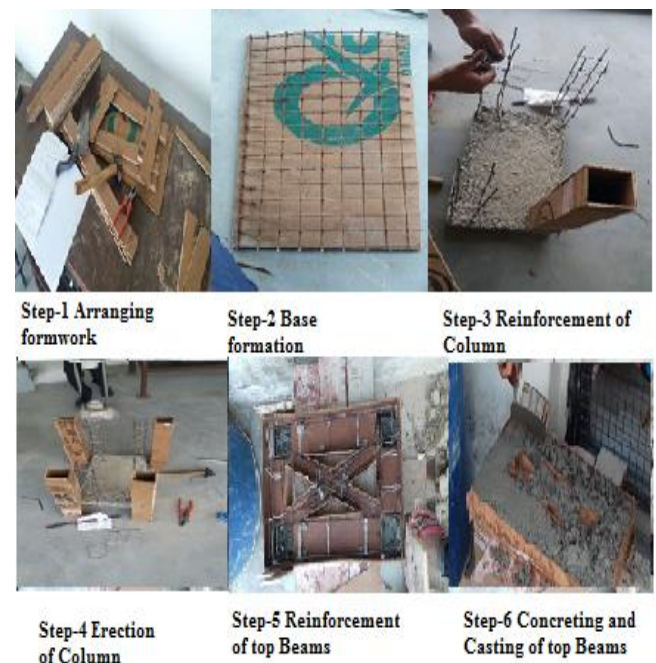 Step-1 Arranging
formwork
Step-2 Base
formation
Step-3 Reinforcement of
Column
Step-4 Erection
of Column
Step-5 Reinforcement
of top Beams
Step-6 Concreting and
Casting of top Beams